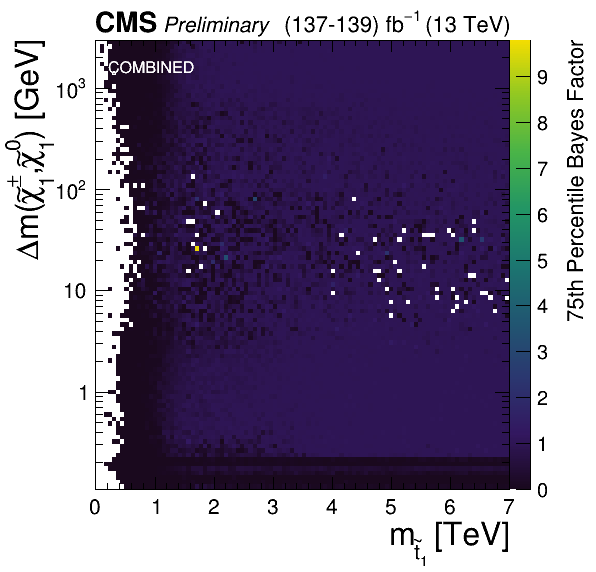 CMS Preliminary (137-139) fb⁻¹ (13 TeV)
COMBINED
Δm(χ̃₁±,χ̃₁⁰) [GeV]
10³
10²
10
1
0 1 2 3 4 5 6 7
m_t̃₁ [TeV]
9
8
7
6
5
4
3
2
1
0
75th Percentile Bayes Factor